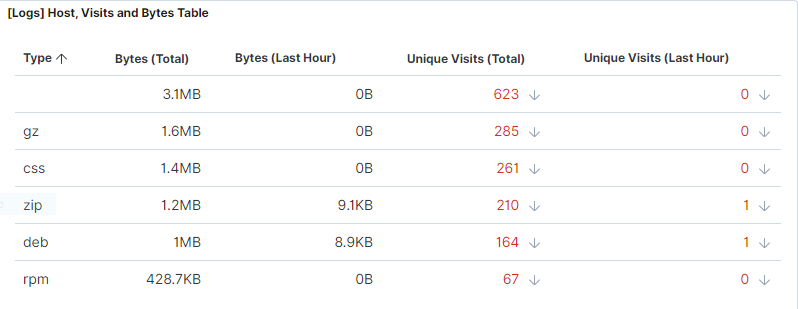 [Logs] Host, Visits and Bytes Table
Type ↑ Bytes (Total) Bytes (Last Hour) Unique Visits (Total) Unique Visits (Last Hour)
3.1MB 0B 623 ↓ 0 ↓
gz 1.6MB 0B 285 ↓ 0 ↓
css 1.4MB 0B 261 ↓ 0 ↓
zip 1.2MB 9.1KB 210 ↓ 1 ↓
deb 1MB 8.9KB 164 ↓ 1 ↓
rpm 428.7KB 0B 67 ↓ 0 ↓